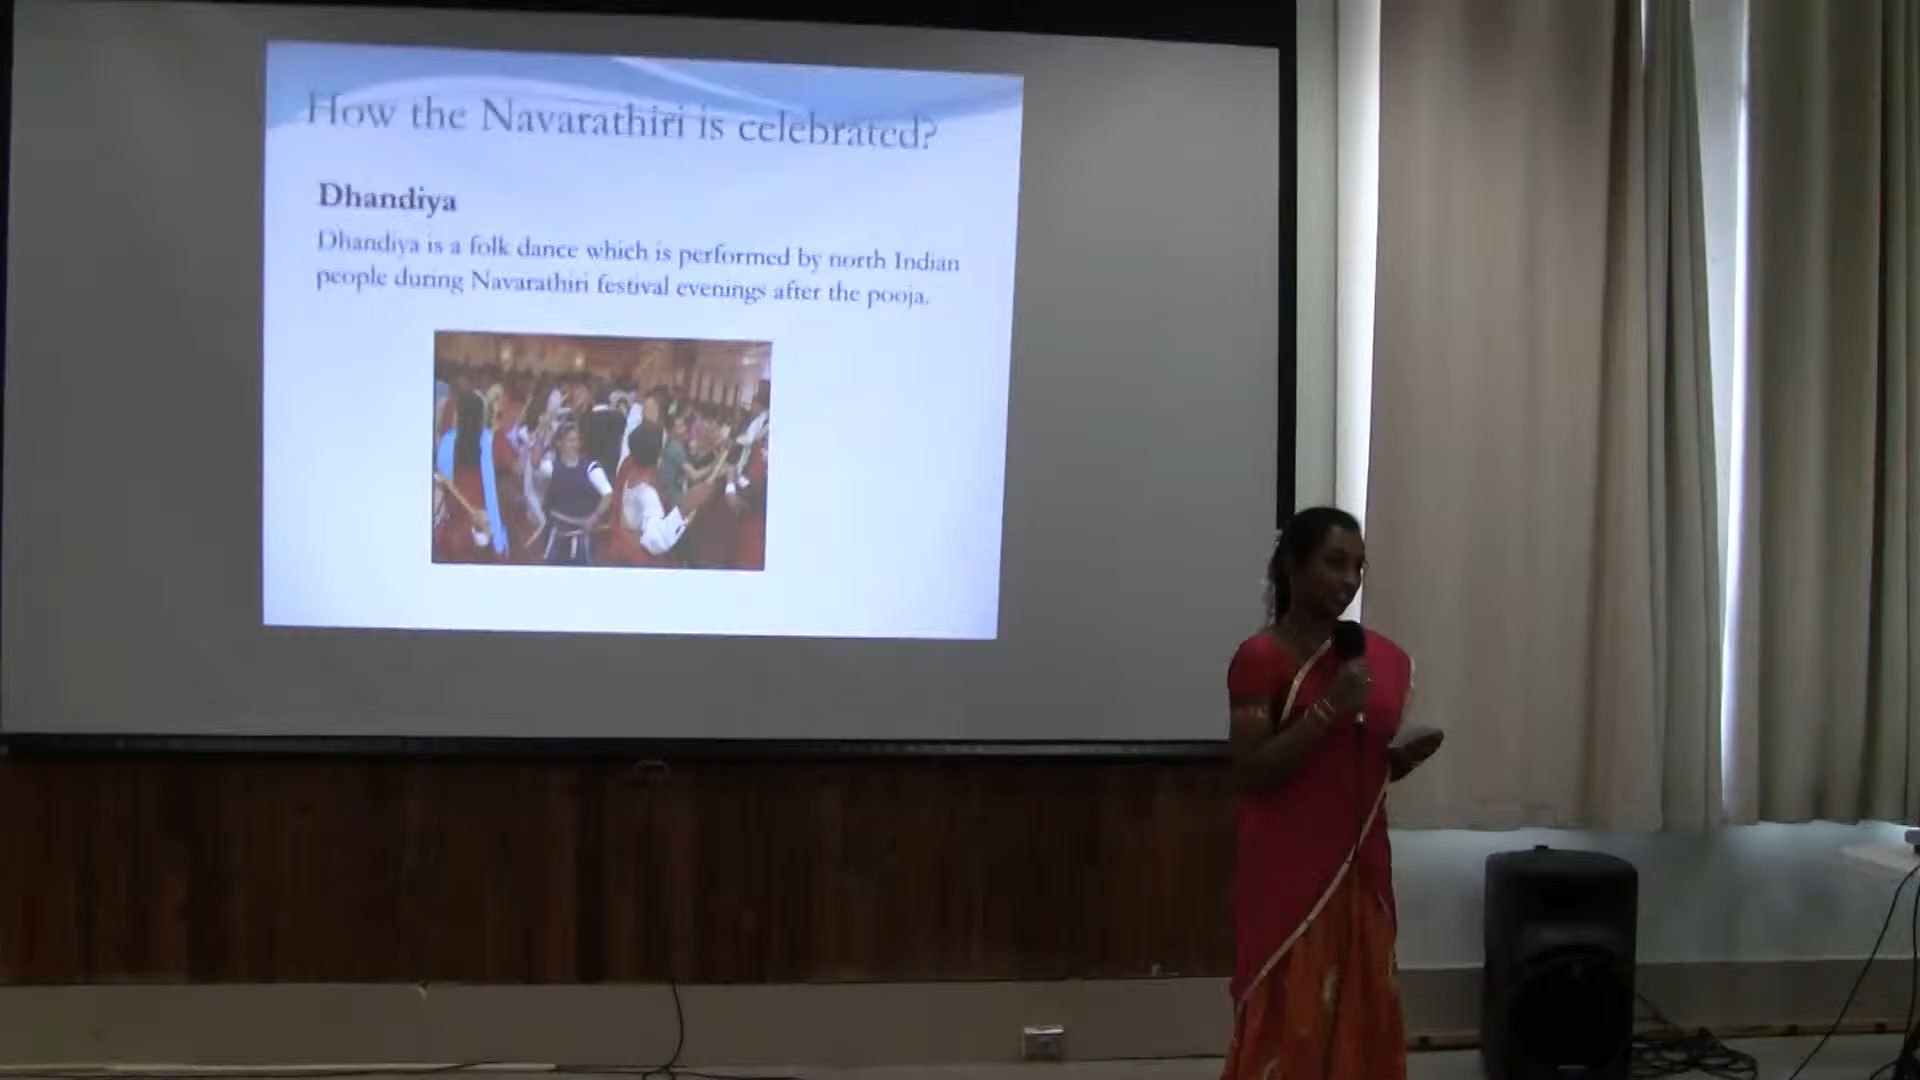 How the Navarathiri is celebrated?
Dhandiya
Dhandiya is a folk dance which is performed by north Indian
people during Navarathiri festival evenings after the pooja.